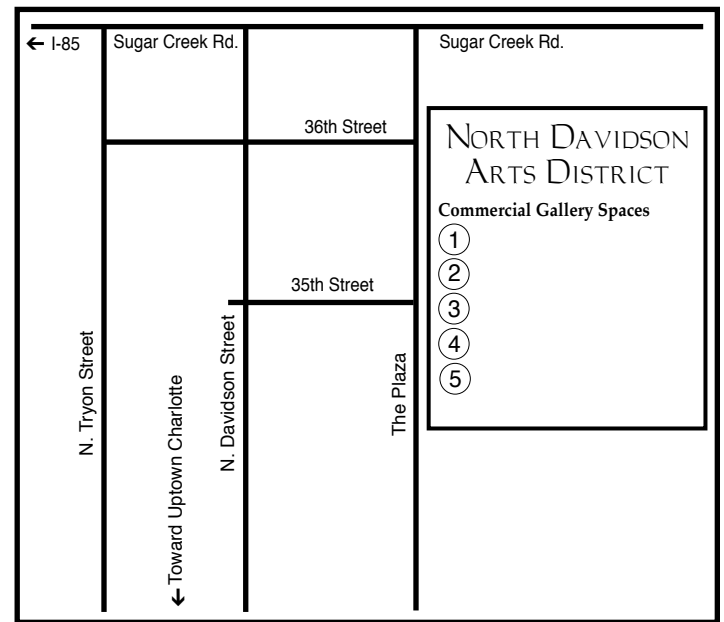 ← I-85
Sugar Creek Rd.
Sugar Creek Rd.
36th Street
NORTH DAVIDSON
ARTS DISTRICT
Commercial Gallery Spaces
1
2
3
4
5
35th Street
N. Tryon Street
←Toward Uptown Charlotte
N. Davidson Street
The Plaza